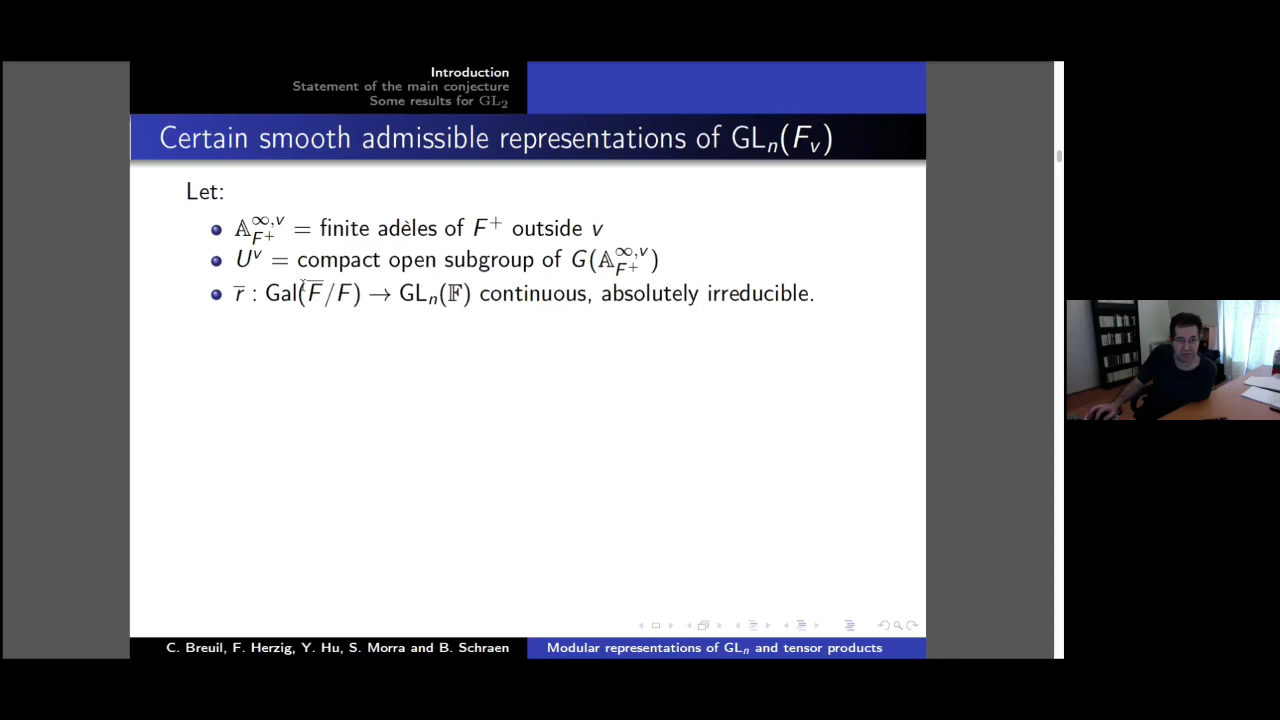 Introduction
Statement of the main conjecture
Some results for GL₂
Certain smooth admissible representations of GLₙ(Fᵥ)
Let:
𝔸_{F⁺}^{∞,v} = finite adèles of F⁺ outside v
Uᵛ = compact open subgroup of G(𝔸_{F⁺}^{∞,v})
r̅ : Gal(F̅/F) → GLₙ(𝔽) continuous, absolutely irreducible.
C. Breuil, F. Herzig, Y. Hu, S. Morra and B. Schraen
Modular representations of GLₙ and tensor products